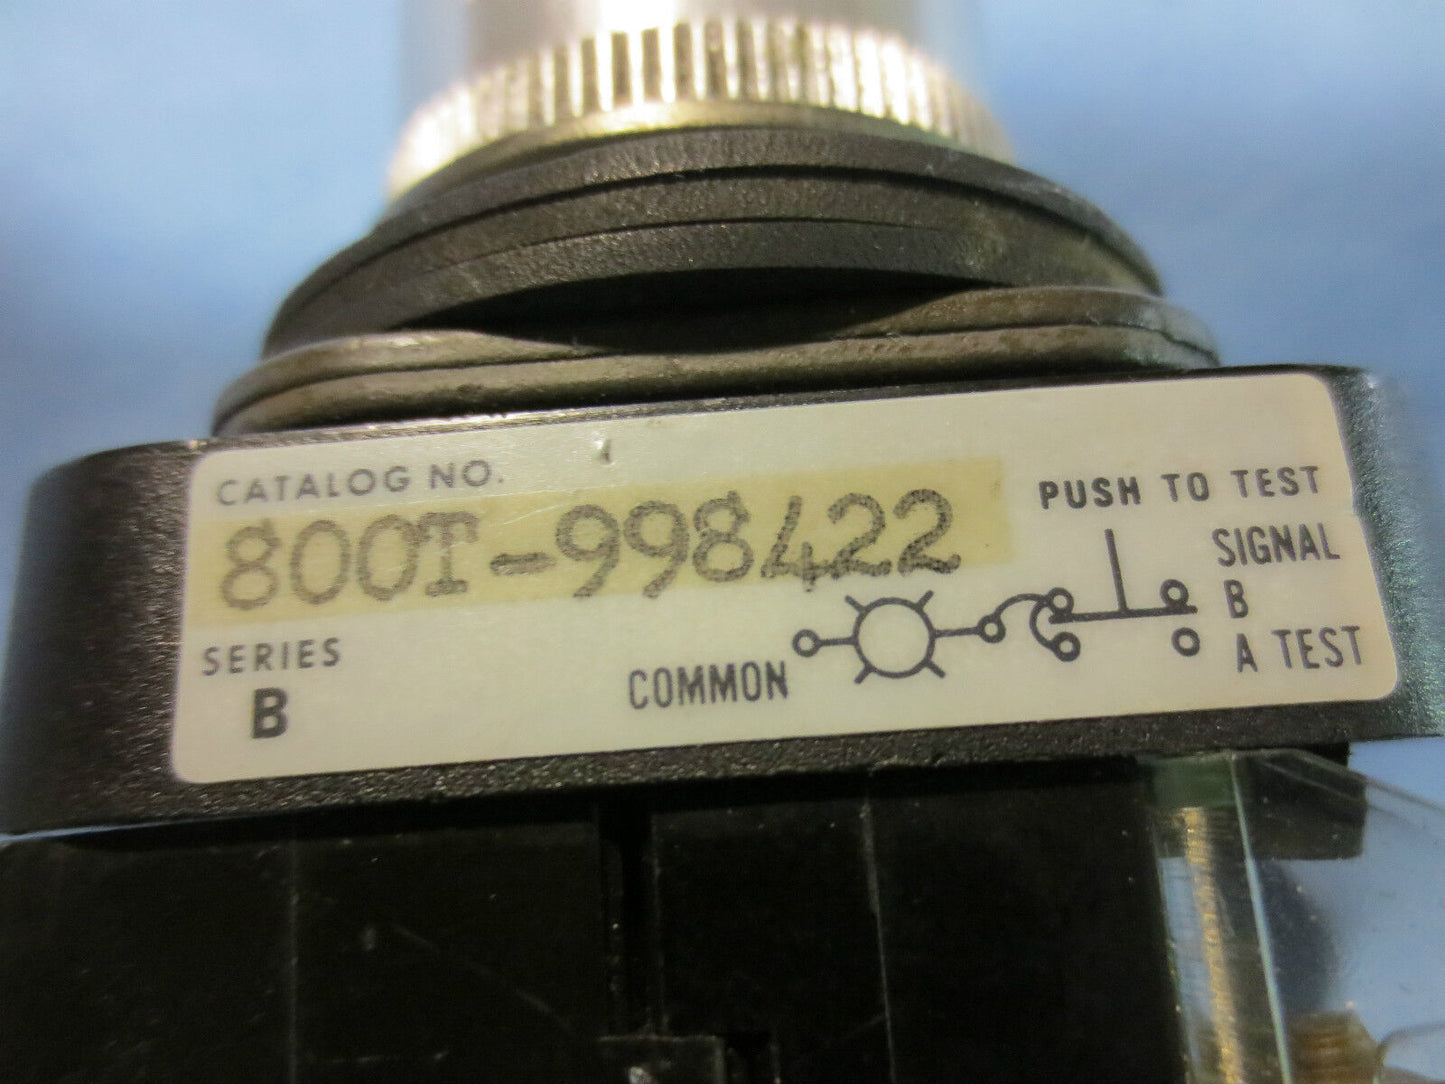 CATALOG NO.
800T-998422
SERIES
B
PUSH TO TEST
SIGNAL
B
A TEST
COMMON